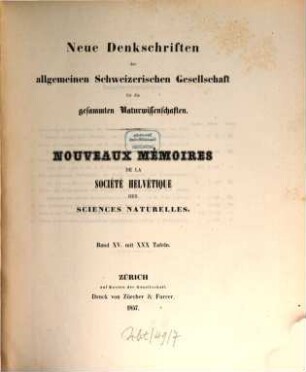 Neue Denkschriften
der
allgemeinen Schweizerischen Gesellschaft
für die
gesammten Naturwissenschaften.
NOUVEAUX MÉMOIRES
DE LA
SOCIÉTÉ HELVÉTIQUE
DES
SCIENCES NATURELLES.
Band XV. mit XXX Tafeln.
ZÜRICH
auf Kosten der Gesellschaft.
Druck von Zürcher & Furrer.
1857.